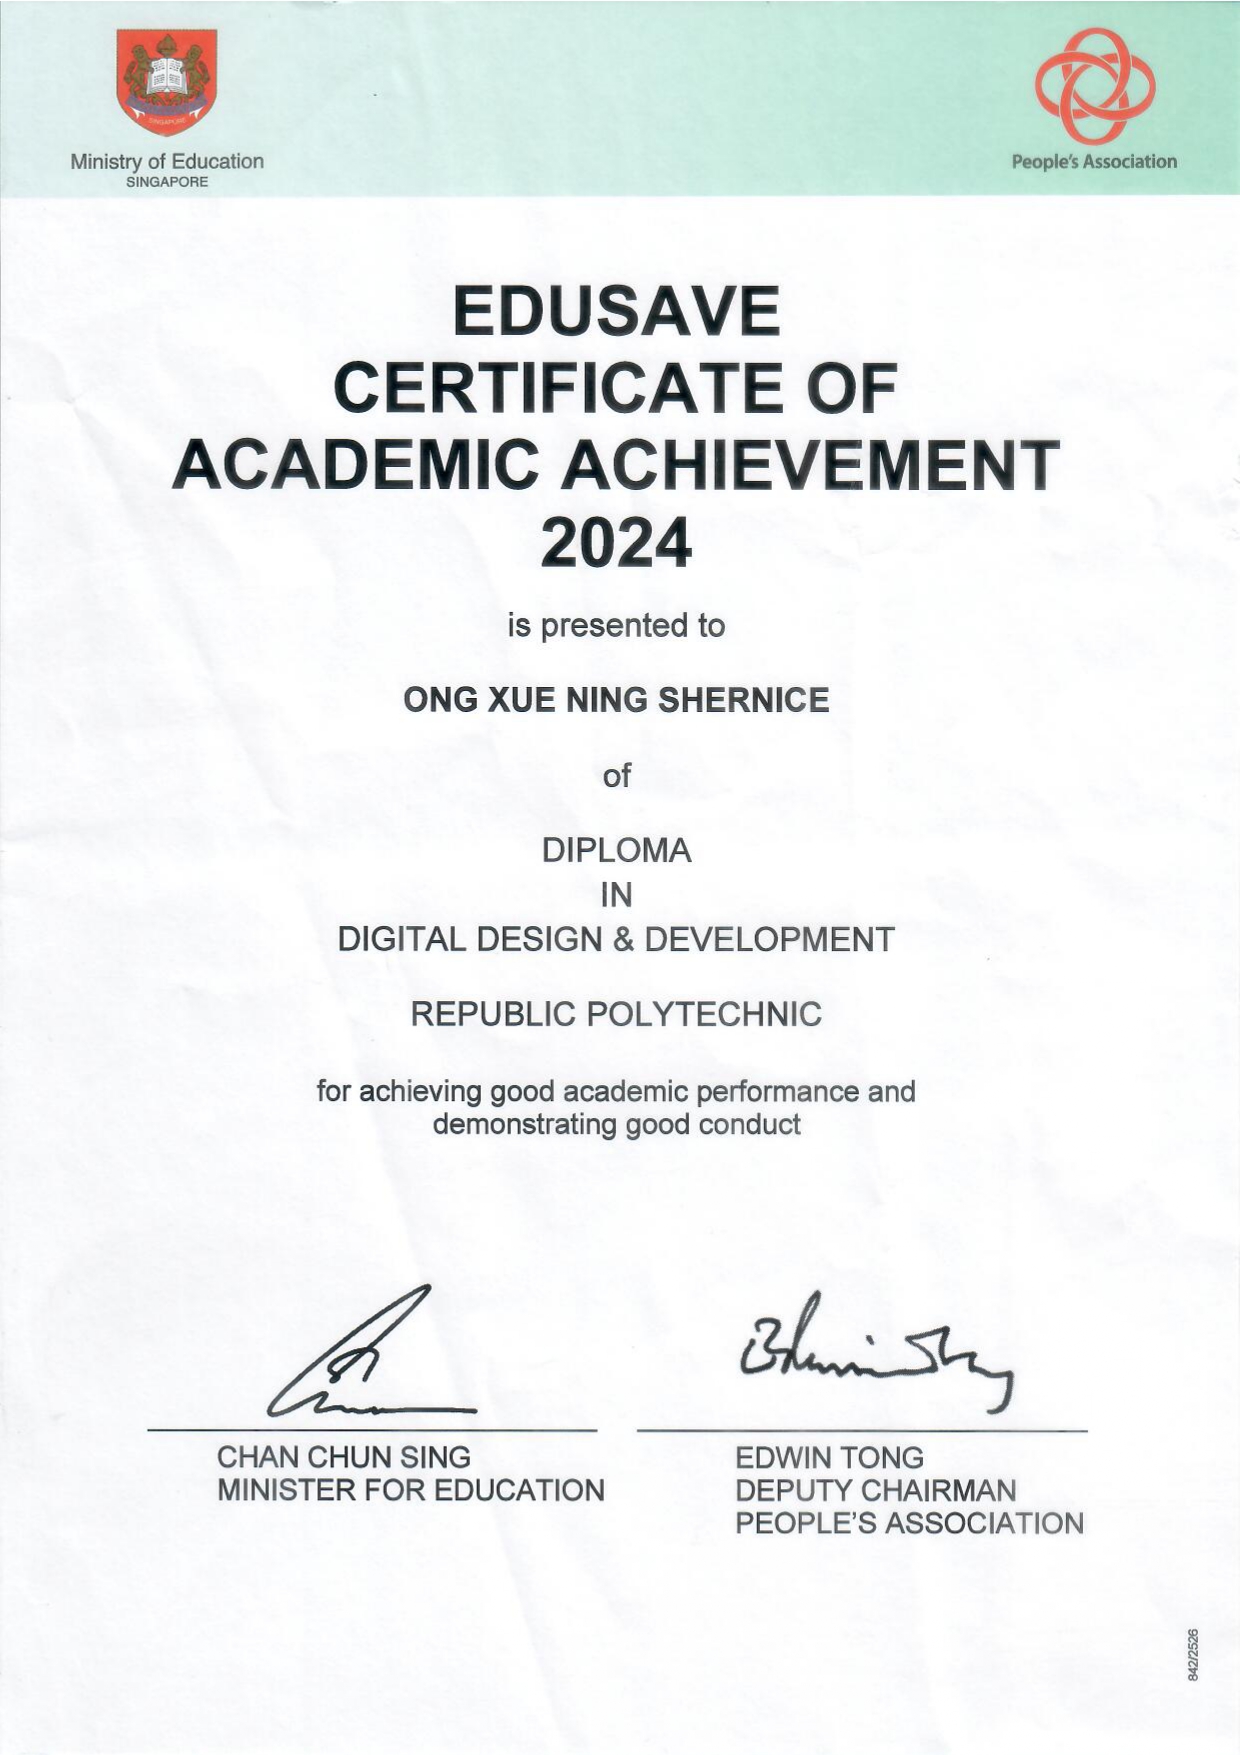 Ministry of Education
SINGAPORE
People's Association
EDUSAVE
CERTIFICATE OF
ACADEMIC ACHIEVEMENT
2024
is presented to
ONG XUE NING SHERNICE
of
DIPLOMA
IN
DIGITAL DESIGN & DEVELOPMENT
REPUBLIC POLYTECHNIC
for achieving good academic performance and
demonstrating good conduct
CHAN CHUN SING
MINISTER FOR EDUCATION
EDWIN TONG
DEPUTY CHAIRMAN
PEOPLE’S ASSOCIATION
842/2526